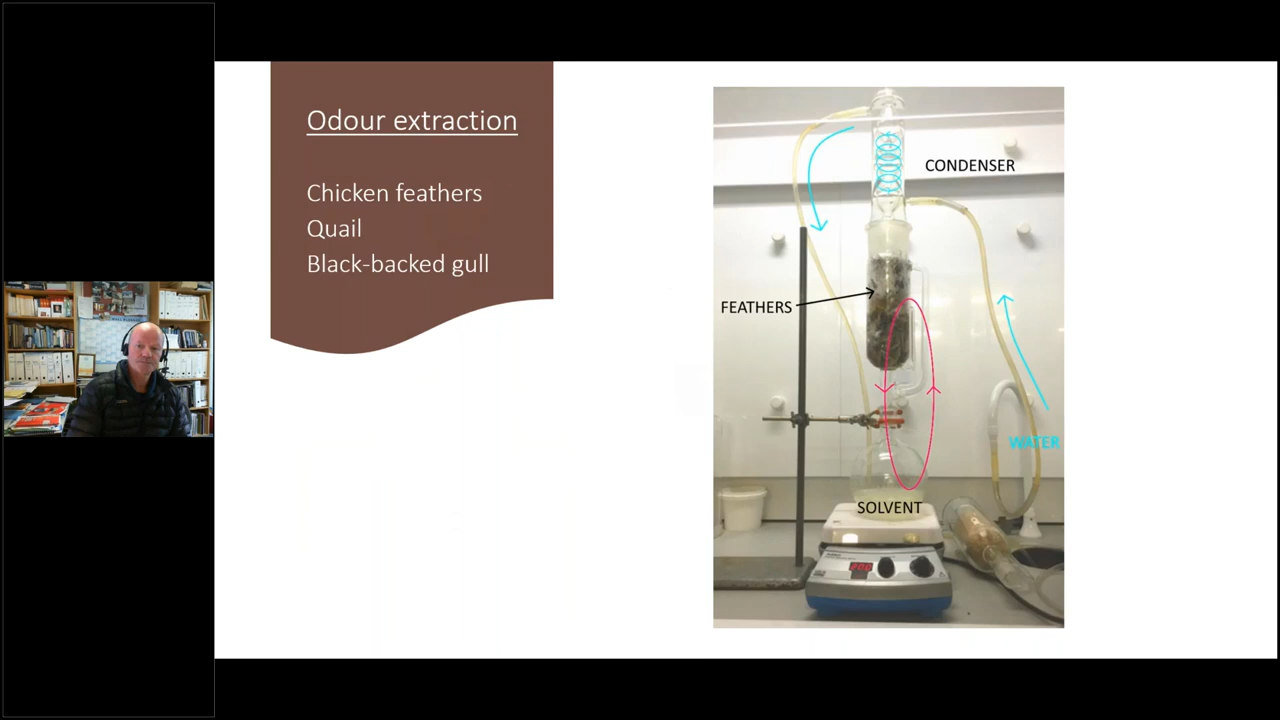 Odour extraction
Chicken feathers
Quail
Black-backed gull
CONDENSER
FEATHERS
WATER
SOLVENT